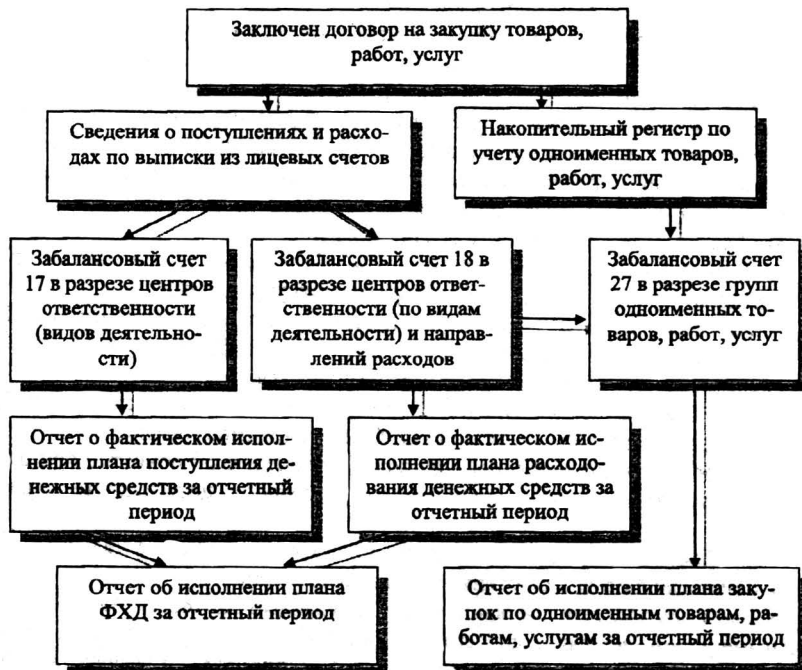 Заключен договор на закупку товаров,
работ, услуг
Сведения о поступлениях и расхо-
дах по выписки из лицевых счетов
Накопительный регистр по
учету одноименных товаров,
работ, услуг
Забалансовый счет
17 в разрезе центров
ответственности
(видов деятельно-
сти)
Забалансовый счет 18 в
разрезе центров ответ-
ственности (по видам
деятельности) и направ-
лений расходов
Забалансовый счет
27 в разрезе групп
одноименных то-
варов, работ, услуг
Отчет о фактическом испол-
нении плана поступления де-
нежных средств за отчетный
период
Отчет о фактическом ис-
полнении плана расходо-
вания денежных средств за
отчетный период
Отчет об исполнении плана
ФХД за отчетный период
Отчет об исполнении плана заку-
пок по одноименным товарам, ра-
ботам, услугам за отчетный период